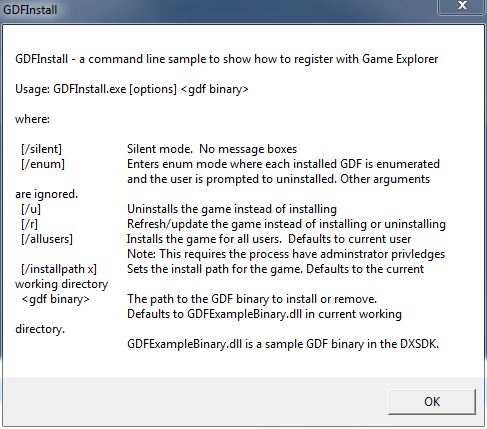 GDFInstall
GDFInstall - a command line sample to show how to register with Game Explorer
Usage: GDFInstall.exe [options] <gdf binary>
where:
[/silent] Silent mode. No message boxes
[/enum] Enters enum mode where each installed GDF is enumerated
and the user is prompted to uninstalled. Other arguments
are ignored.
[/u] Uninstalls the game instead of installing
[/r] Refresh/update the game instead of installing or uninstalling
[/allusers] Installs the game for all users. Defaults to current user
Note: This requires the process have adminstrator privledges
[/installpath x] Sets the install path for the game. Defaults to the current
working directory
<gdf binary> The path to the GDF binary to install or remove.
Defaults to GDFExampleBinary.dll in current working
directory.
GDFExampleBinary.dll is a sample GDF binary in the DXSDK.
OK